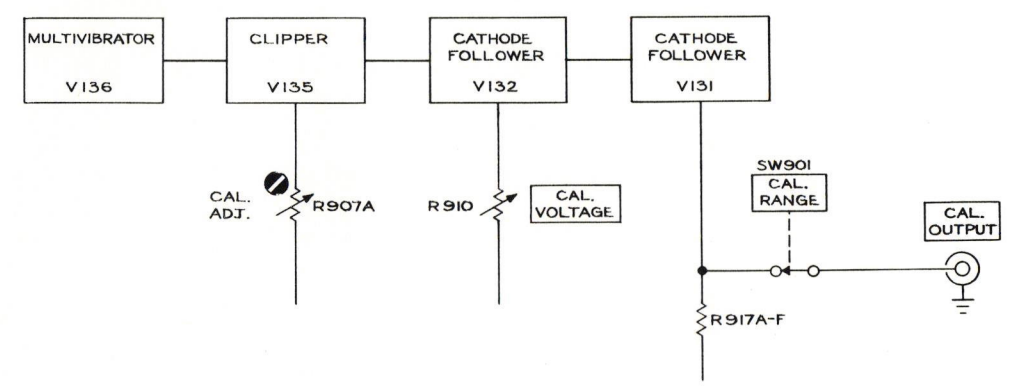 MULTIVIBRATOR
V136
CLIPPER
V135
CATHODE
FOLLOWER
V132
CATHODE
FOLLOWER
V131
CAL.
ADJ.
R907A
R910
CAL.
VOLTAGE
SW901
CAL.
RANGE
CAL.
OUTPUT
R917A-F